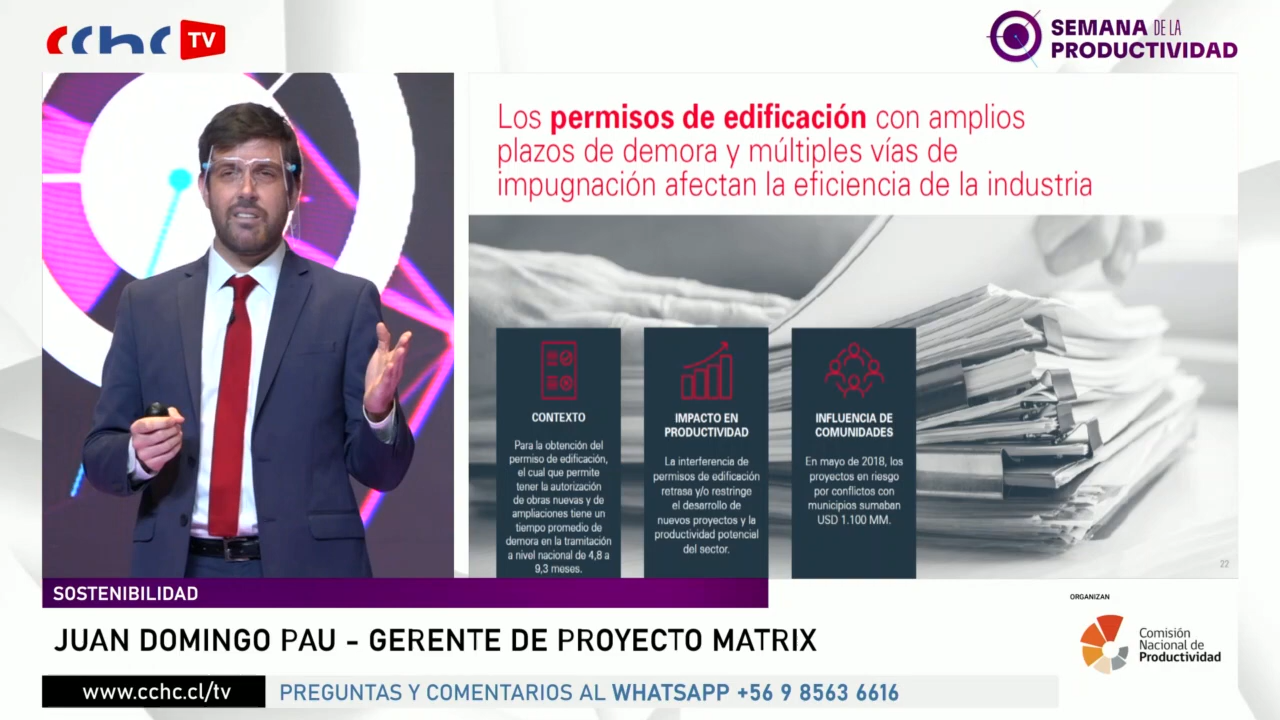 cchc TV
SEMANA DE LA
PRODUCTIVIDAD
Los permisos de edificación con amplios
plazos de demora y múltiples vías de
impugnación afectan la eficiencia de la industria
CONTEXTO
Para la obtención del
permiso de edificación,
el cual que permite
tener la autorización
de obras nuevas y de
ampliaciones tiene un
tiempo promedio de
demora en la tramitación
a nivel nacional de 4,8 a
9,3 meses.
IMPACTO EN
PRODUCTIVIDAD
La interferencia de
permisos de edificación
retrasa y/o restringe
el desarrollo de
nuevos proyectos y la
productividad potencial
del sector.
INFLUENCIA DE
COMUNIDADES
En mayo de 2018, los
proyectos en riesgo
por conflictos con
municipios sumaban
USD 1.100 MM.
22
SOSTENIBILIDAD
JUAN DOMINGO PAU - GERENTE DE PROYECTO MATRIX
ORGANIZAN
Comisión
Nacional de
Productividad
www.cchc.cl/tv
PREGUNTAS Y COMENTARIOS AL WHATSAPP +56 9 8563 6616